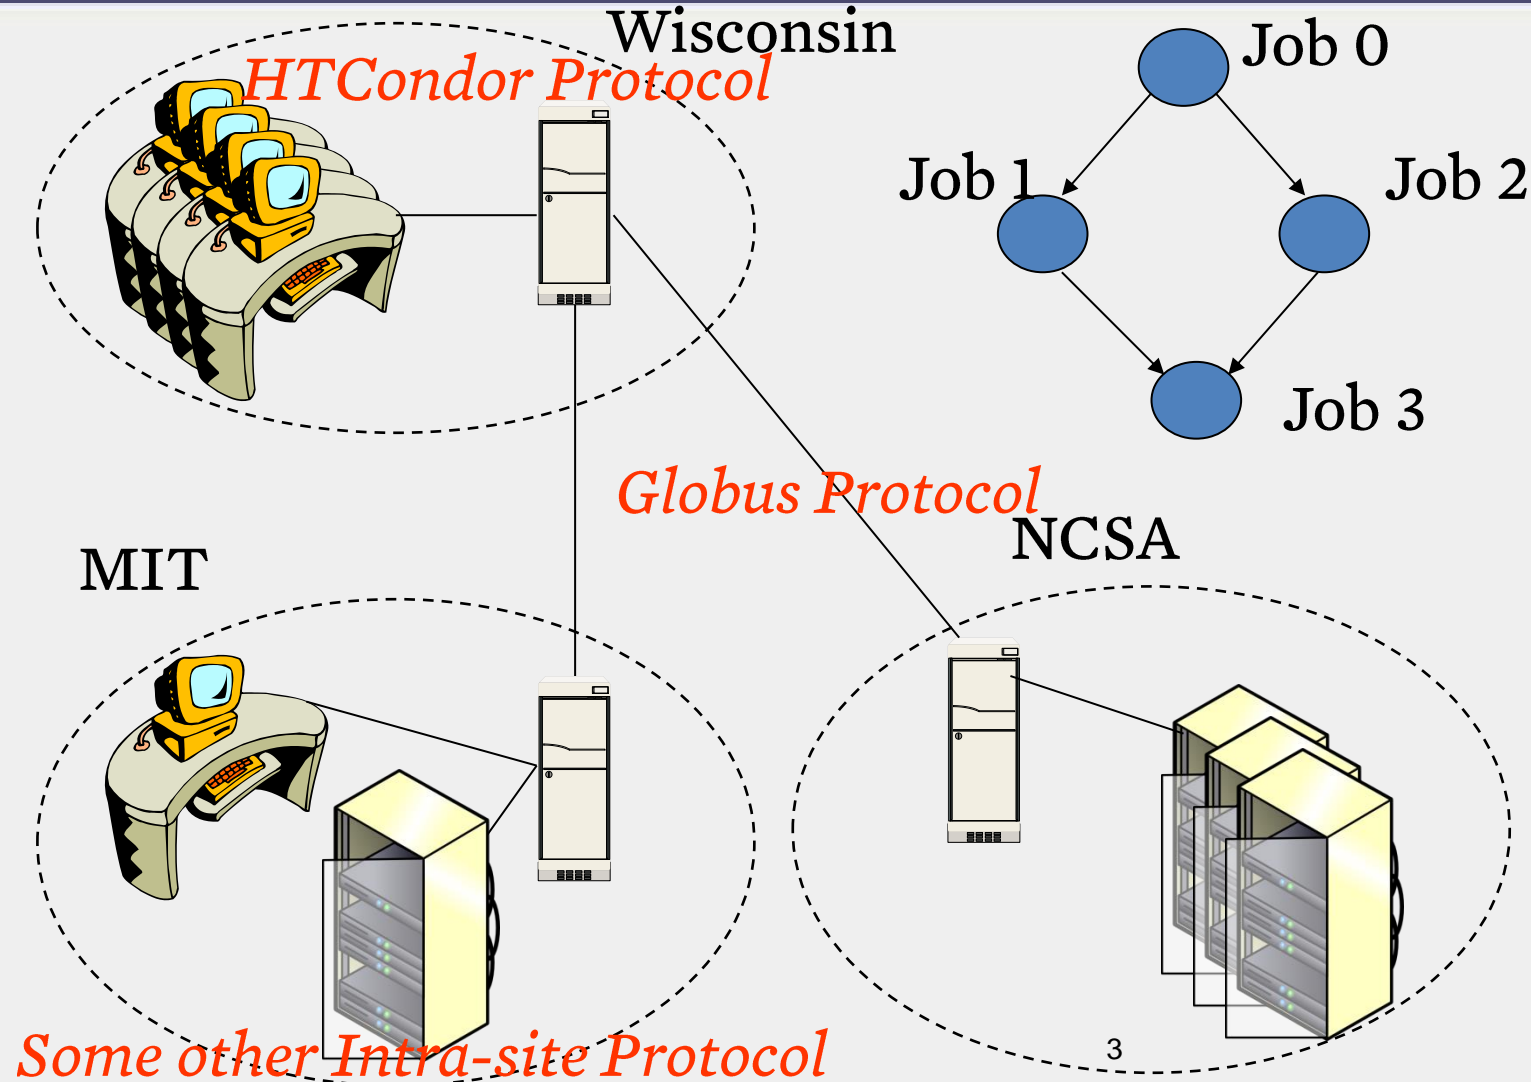 Wisconsin
HTCondor Protocol
Job 0
Job 1
Job 2
Job 3
Globus Protocol
NCSA
MIT
Some other Intra-site Protocol
3